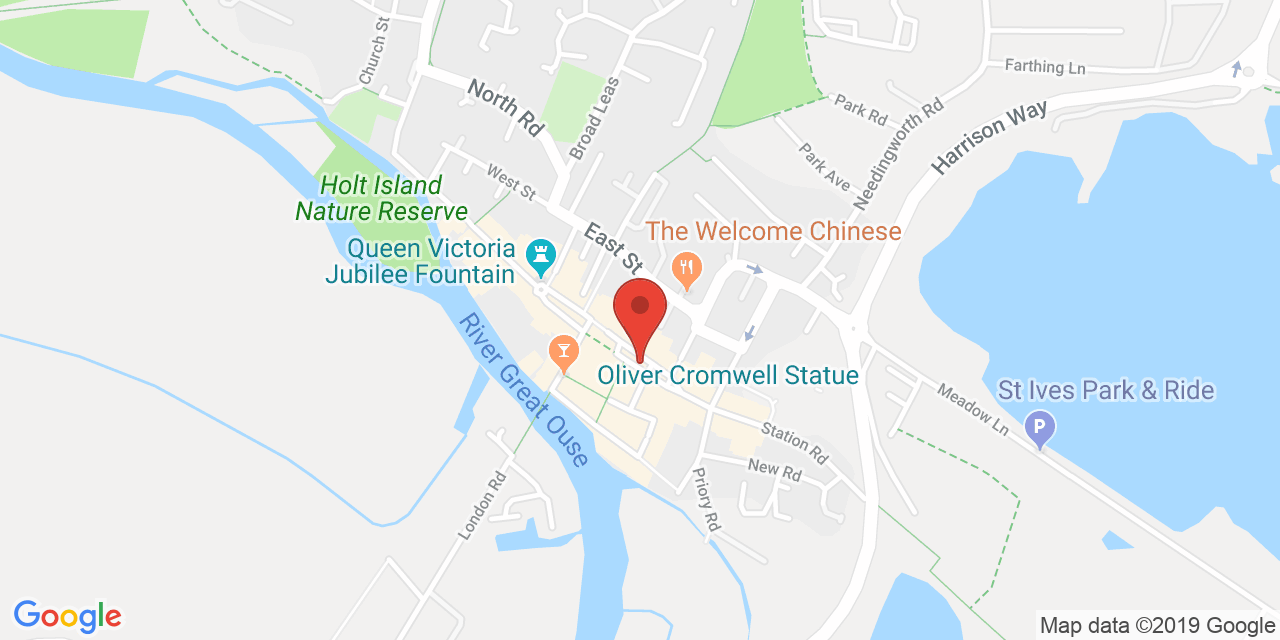 Church St
North Rd
Broad Leas
Farthing Ln
Park Rd
Needingworth Rd
Harrison Way
Park Ave
West St
Holt Island
Nature Reserve
East St
The Welcome Chinese
Queen Victoria
Jubilee Fountain
River Great Ouse
Oliver Cromwell Statue
St Ives Park & Ride
P
Meadow Ln
Station Rd
New Rd
Priory Rd
London Rd
Google
Map data ©2019 Google